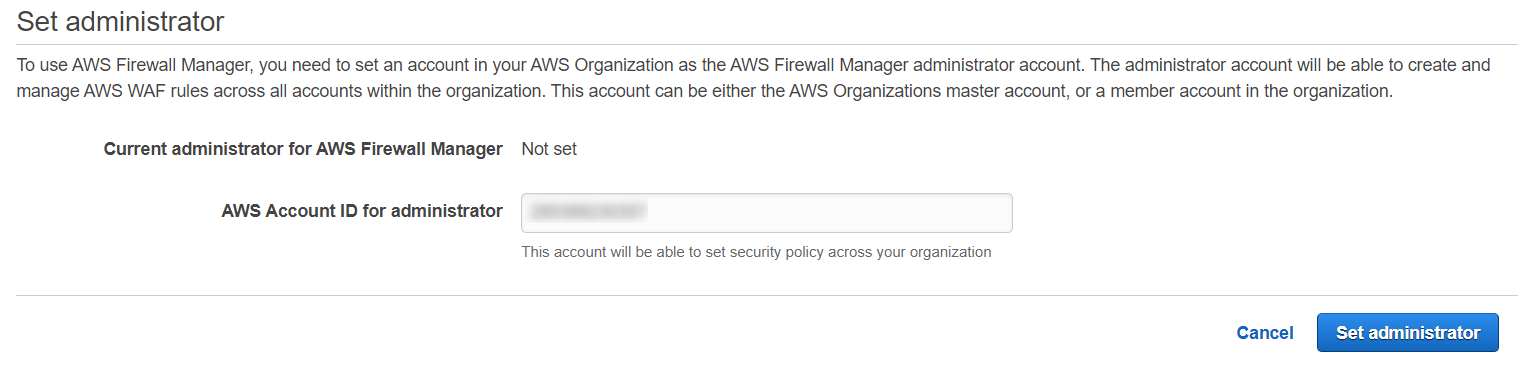 Set administrator
To use AWS Firewall Manager, you need to set an account in your AWS Organization as the AWS Firewall Manager administrator account. The administrator account will be able to create and
manage AWS WAF rules across all accounts within the organization. This account can be either the AWS Organizations master account, or a member account in the organization.
Current administrator for AWS Firewall Manager Not set
AWS Account ID for administrator
This account will be able to set security policy across your organization
Cancel Set administrator